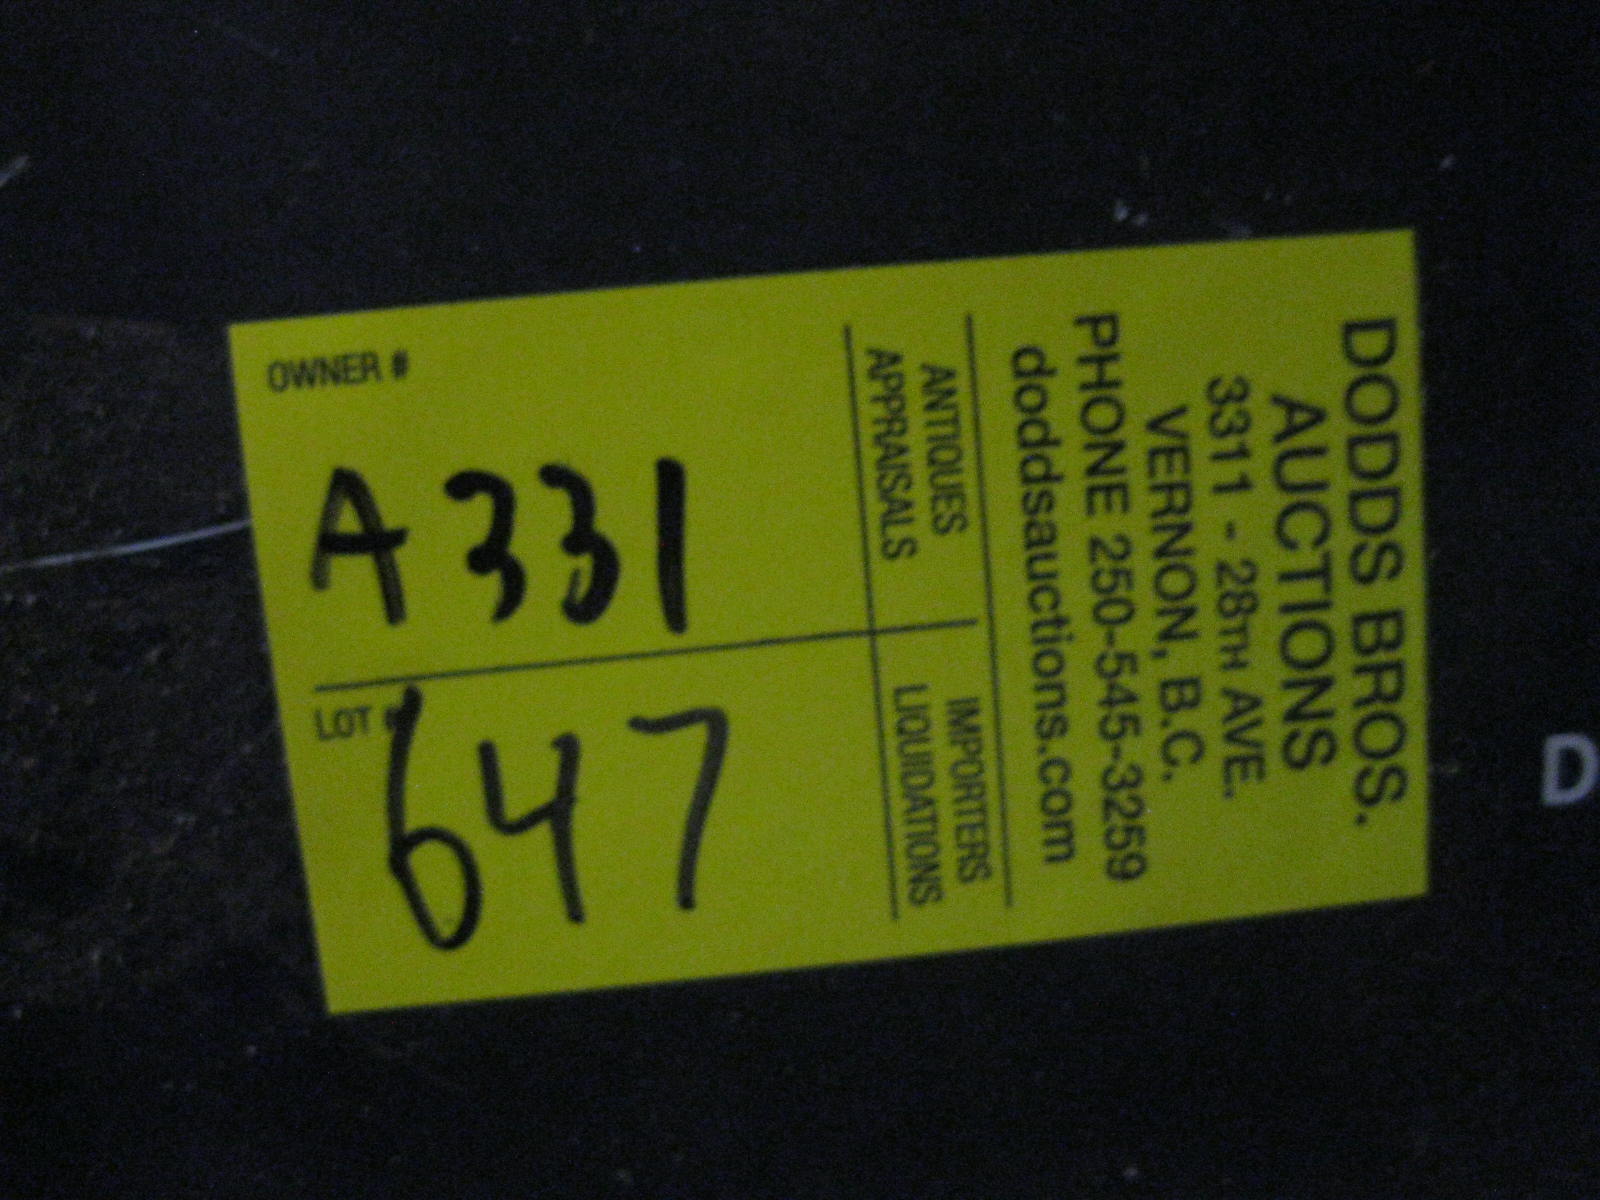 DODDS BROS.
AUCTIONS
3311 - 28TH AVE.
VERNON, B.C.
PHONE 250-545-3259
doddsauctions.com
ANTIQUES
APPRAISALS
IMPORTERS
LIQUIDATIONS
OWNER #
A331
LOT #
647
D